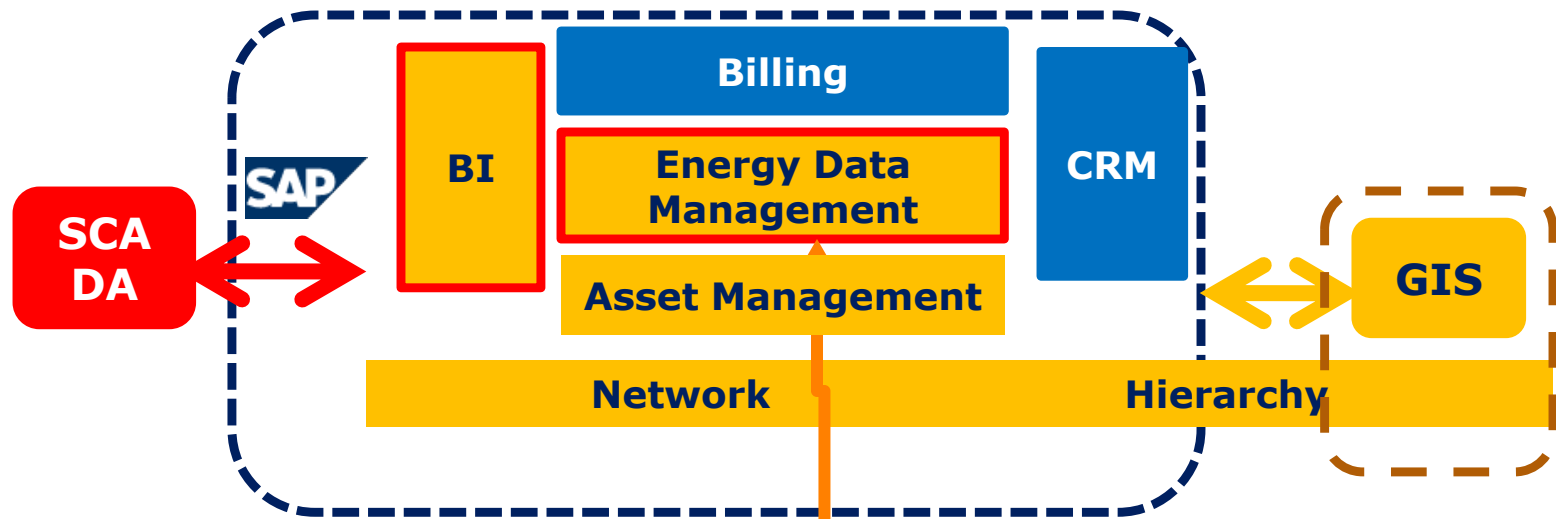 Billing
BI
Energy Data
Management
CRM
SAP
SCA
DA
Asset Management
GIS
Network Hierarchy